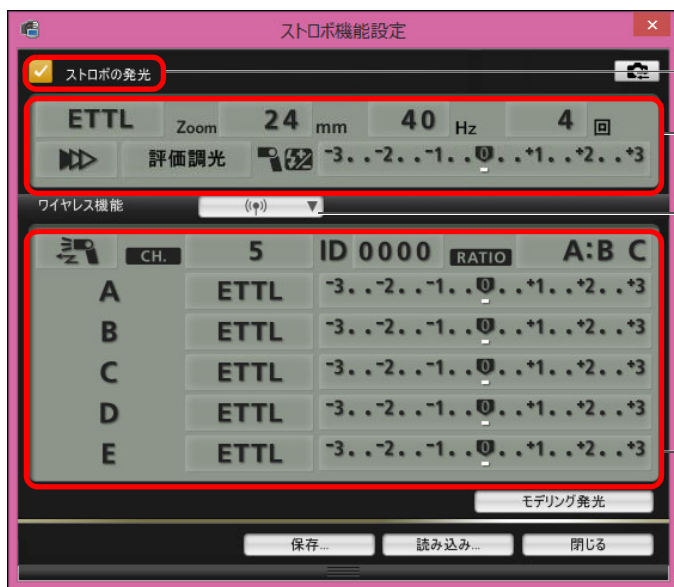 ストロボ機能設定
ストロボの発光
ETTL Zoom 24 mm 40 Hz 4 回
評価調光 -3..-2..-1..0..+1..+2..+3
ワイヤレス機能
CH. 5 ID 0000 RATIO A:B C
A ETTL -3..-2..-1..0..+1..+2..+3
B ETTL -3..-2..-1..0..+1..+2..+3
C ETTL -3..-2..-1..0..+1..+2..+3
D ETTL -3..-2..-1..0..+1..+2..+3
E ETTL -3..-2..-1..0..+1..+2..+3
モデリング発光
保存... 読み込み... 閉じる